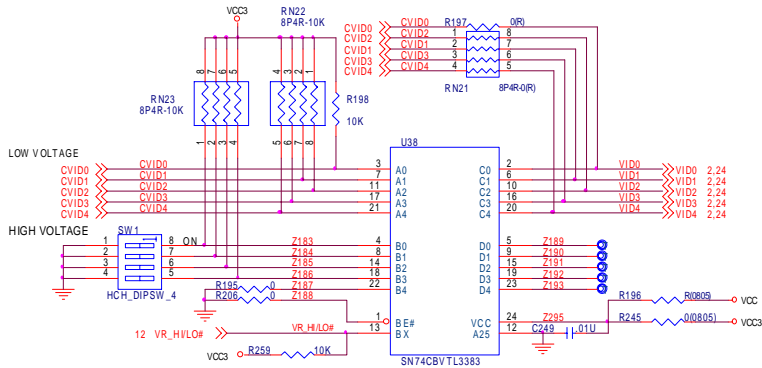 VCC3
RN22
8P4R-10K
8 7 6 5
4 3 2 1
RN23
8P4R-10K
R198
10K
1 2 3 4
5 6 7 8
CVID0 CVID0 R197 0(R)
CVID2 CVID2 1 8
CVID1 CVID1 2 7
CVID3 CVID3 3 6
CVID4 CVID4 4 5
RN21 8P4R-0(R)
U38
LOW VOLTAGE
CVID0 CVID0 3 A0 C0 2 VID0 VID0 2,24
CVID1 CVID1 7 A1 C1 6 VID1 VID1 2,24
CVID2 CVID2 11 A2 C2 10 VID2 VID2 2,24
CVID3 CVID3 17 A3 C3 16 VID3 VID3 2,24
CVID4 CVID4 21 A4 C4 20 VID4 VID4 2,24
HIGH VOLTAGE
SW1
1 8 ON Z183 4 B0 D0 5 Z189
2 7 Z184 8 B1 D1 9 Z190
3 6 Z185 14 B2 D2 15 Z191
4 5 Z186 18 B3 D3 19 Z192
R195 0 Z187 22 B4 D4 23 Z193
HCH_DIPSW_4
R206 0 Z188
1 BE# VCC 24 Z295
R196 R(0805) VCC
12 VR_HI/LO# VR_HI/LO# 13 BX A25 12 C249 .01U
R245 0(0805) VCC3
VCC3 R259 10K
SN74CBVTL3383